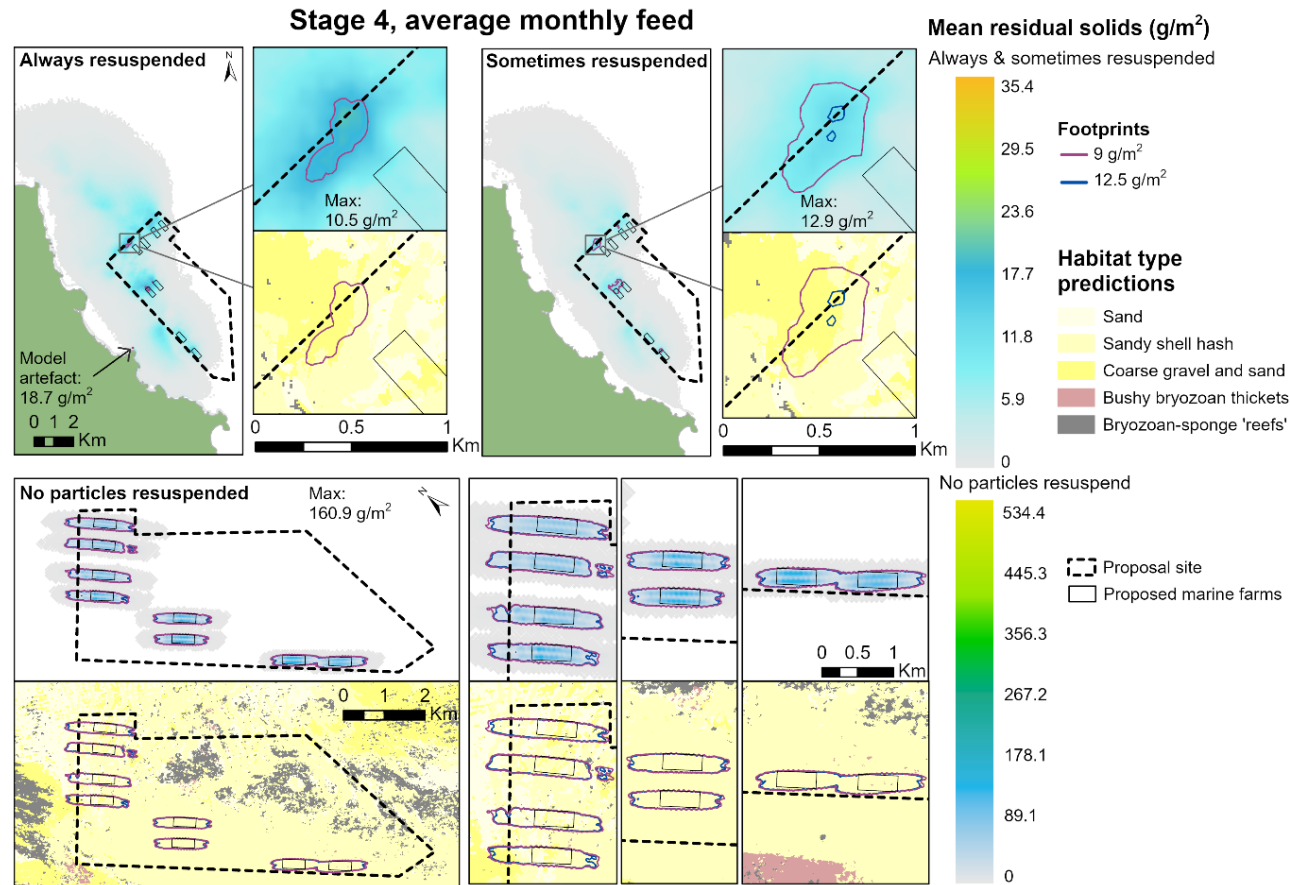 Stage 4, average monthly feed
Always resuspended
N
Max:
10.5 g/m²
Model
artefact:
18.7 g/m²
0 1 2
Km
0 0.5 1
Km
Sometimes resuspended
Max:
12.9 g/m²
0 0.5 1
Km
Mean residual solids (g/m²)
Always & sometimes resuspended
35.4
29.5
23.6
17.7
11.8
5.9
0
Footprints
9 g/m²
12.5 g/m²
Habitat type
predictions
Sand
Sandy shell hash
Coarse gravel and sand
Bushy bryozoan thickets
Bryozoan-sponge 'reefs'
No particles resuspended
Max:
160.9 g/m²
N
0 1 2
Km
0 0.5 1
Km
No particles resuspend
534.4
445.3
356.3
267.2
178.1
89.1
0
Proposal site
Proposed marine farms